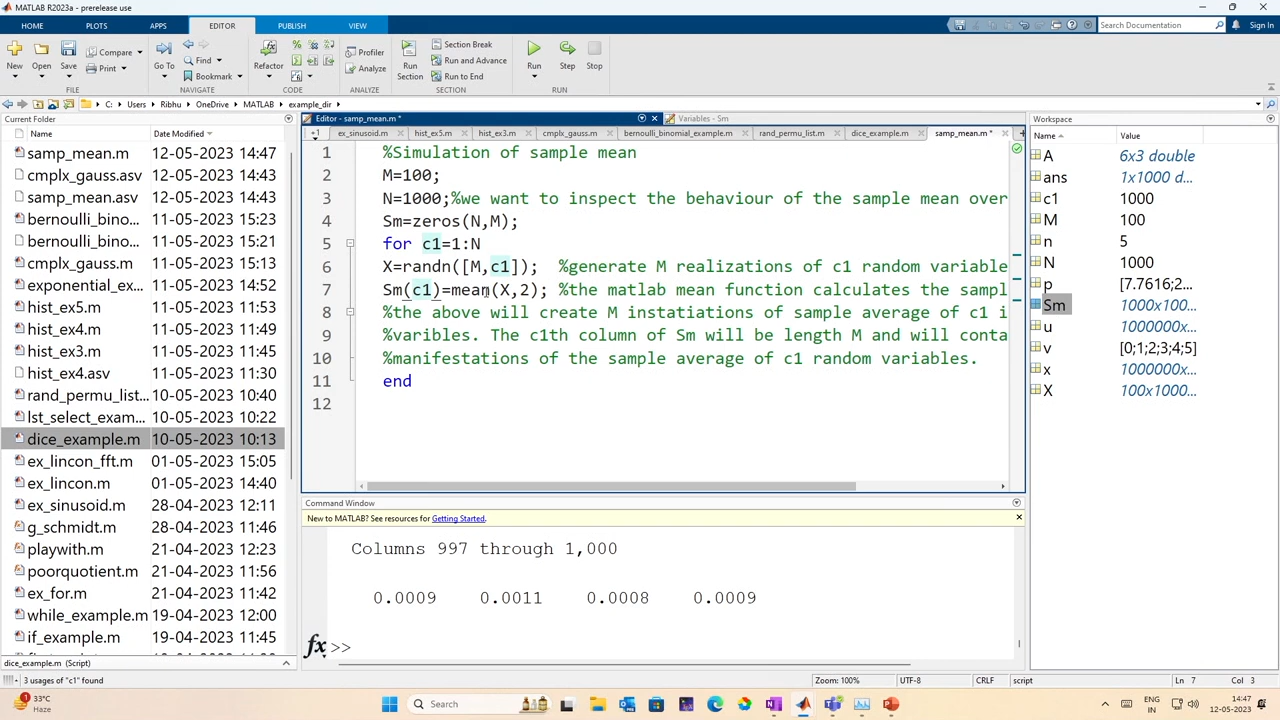 MATLAB R2023a - prerelease use
HOME PLOTS APPS EDITOR PUBLISH VIEW
Search Documentation
Sign In
New Open Save Compare Print
Go To Find Bookmark
Refactor
Profiler
Analyze
Run Section
Section Break
Run and Advance
Run to End
Run Step Stop
FILE NAVIGATE CODE ANALYZE SECTION RUN
C: Users Ribhu OneDrive MATLAB example_dir
Current Folder
Name Date Modified
samp_mean.m 12-05-2023 14:47
cmplx_gauss.asv 12-05-2023 14:43
samp_mean.asv 12-05-2023 14:43
bernoulli_bino... 11-05-2023 15:23
bernoulli_bino... 11-05-2023 15:21
cmplx_gauss.m 11-05-2023 15:13
exponential_ex... 11-05-2023 15:12
hist_ex5.m 11-05-2023 12:03
hist_ex4.m 11-05-2023 11:49
hist_ex3.m 11-05-2023 11:45
hist_ex4.asv 11-05-2023 11:30
rand_permu_list... 10-05-2023 10:40
lst_select_exam... 10-05-2023 10:22
dice_example.m 10-05-2023 10:13
ex_lincon_fft.m 01-05-2023 15:05
ex_lincon.m 01-05-2023 14:40
ex_sinusoid.m 28-04-2023 12:11
g_schmidt.m 28-04-2023 11:46
playwith.m 21-04-2023 12:23
poorquotient.m 21-04-2023 11:56
ex_for.m 21-04-2023 11:42
while_example.m 19-04-2023 12:00
if_example.m 19-04-2023 11:45
dice_example.m (Script)
Editor - samp_mean.m *
Variables - Sm
+1 ex_sinusoid.m hist_ex5.m hist_ex3.m cmplx_gauss.m bernoulli_binomial_example.m rand_permu_list.m dice_example.m samp_mean.m *
1 %Simulation of sample mean
2 M=100;
3 N=1000;%we want to inspect the behaviour of the sample mean over
4 Sm=zeros(N,M);
5 for c1=1:N
6 X=randn([M,c1]); %generate M realizations of c1 random variable
7 Sm(c1)=mean(X,2); %the matlab mean function calculates the sampl
8 %the above will create M instatiations of sample average of c1 i
9 %varibles. The c1th column of Sm will be length M and will conta
10 %manifestations of the sample average of c1 random variables.
11 end
12
Command Window
New to MATLAB? See resources for Getting Started.
Columns 997 through 1,000
0.0009 0.0011 0.0008 0.0009
fx >>
Workspace
Name Value
A 6x3 double
ans 1x1000 d...
c1 1000
M 100
n 5
N 1000
p [7.7616;2...
Sm 1000x100...
u 1000000x...
v [0;1;2;3;4;5]
x 1000000x...
X 100x1000...
3 usages of "c1" found
Zoom: 100% UTF-8 CRLF script Ln 7 Col 3
33°C
Haze
Search
ENG
IN
14:47
12-05-2023